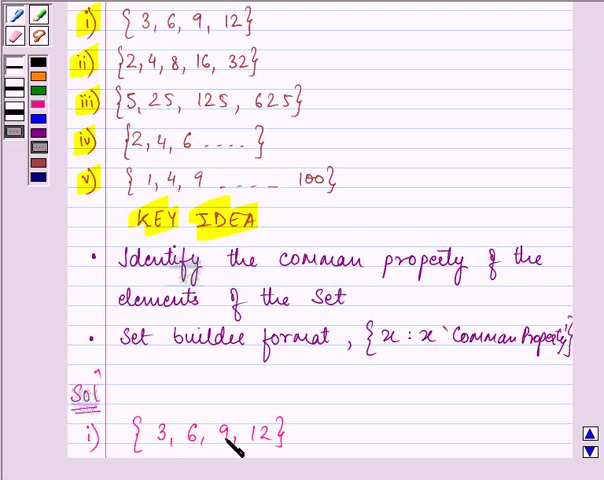 i) { 3, 6, 9, 12}
ii) {2, 4, 8, 16, 32}
iii) {5, 25, 125, 625}
iv) {2, 4, 6 ..... }
v) { 1, 4, 9 ..... 100}
KEY IDEA
• Identify the common property of the
elements of the Set
• Set builder format, {x : x 'Common Property'}
Solⁿ
i) { 3, 6, 9, 12}